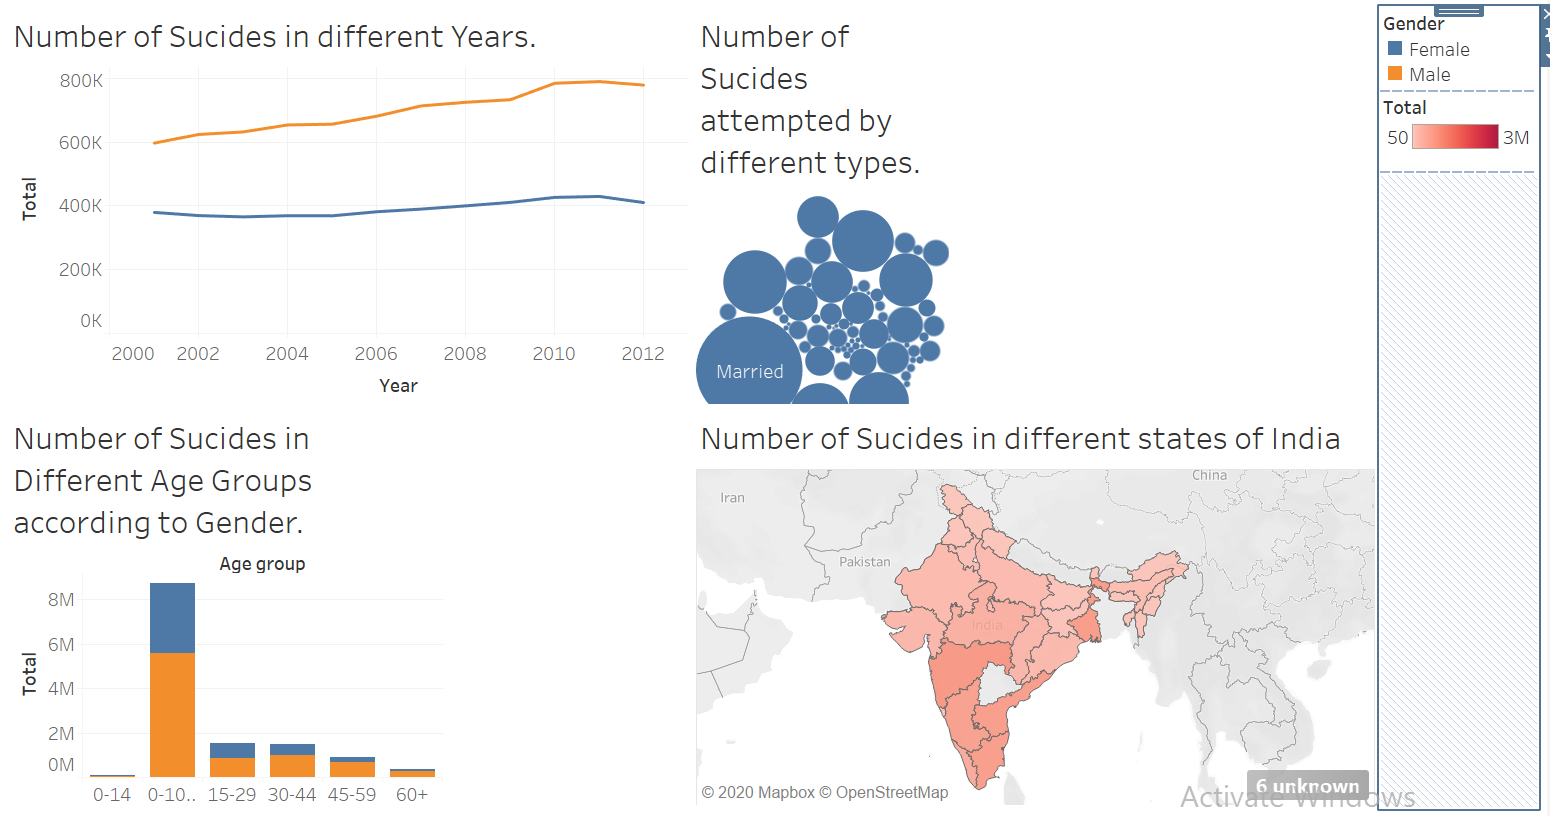 Number of Sucides in different Years.
800K
600K
400K
200K
0K
Total
2000 2002 2004 2006 2008 2010 2012
Year
Number of
Sucides
attempted by
different types.
Married
Gender
Female
Male
Total
50 3M
Number of Sucides in
Different Age Groups
according to Gender.
Age group
8M
6M
4M
2M
0M
Total
0-14 0-10.. 15-29 30-44 45-59 60+
Number of Sucides in different states of India
Iran
China
Pakistan
India
6 unknown
© 2020 Mapbox © OpenStreetMap
Activate Windows